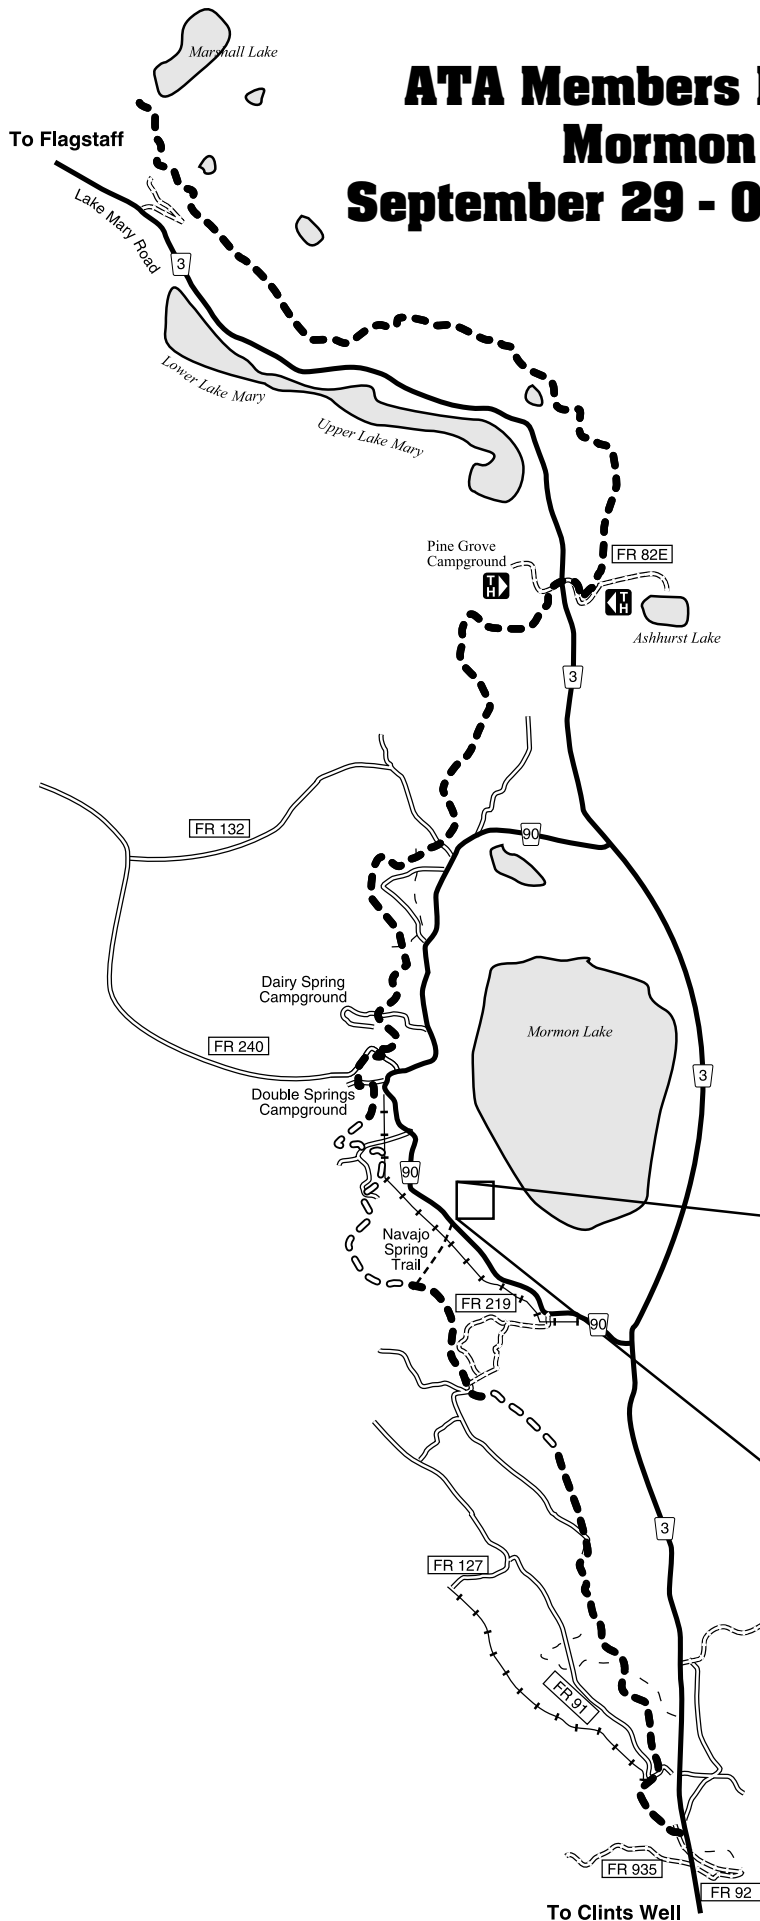 Marshall Lake
ATA Members
Mormon
September 29 - O
To Flagstaff
Lake Mary Road
3
Lower Lake Mary
Upper Lake Mary
Pine Grove
Campground
TH
FR 82E
TH
Ashhurst Lake
3
FR 132
90
Dairy Spring
Campground
Mormon Lake
FR 240
3
Double Springs
Campground
90
Navajo
Spring
Trail
FR 219
90
3
FR 127
FR 91
FR 935
FR 92
To Clints Well